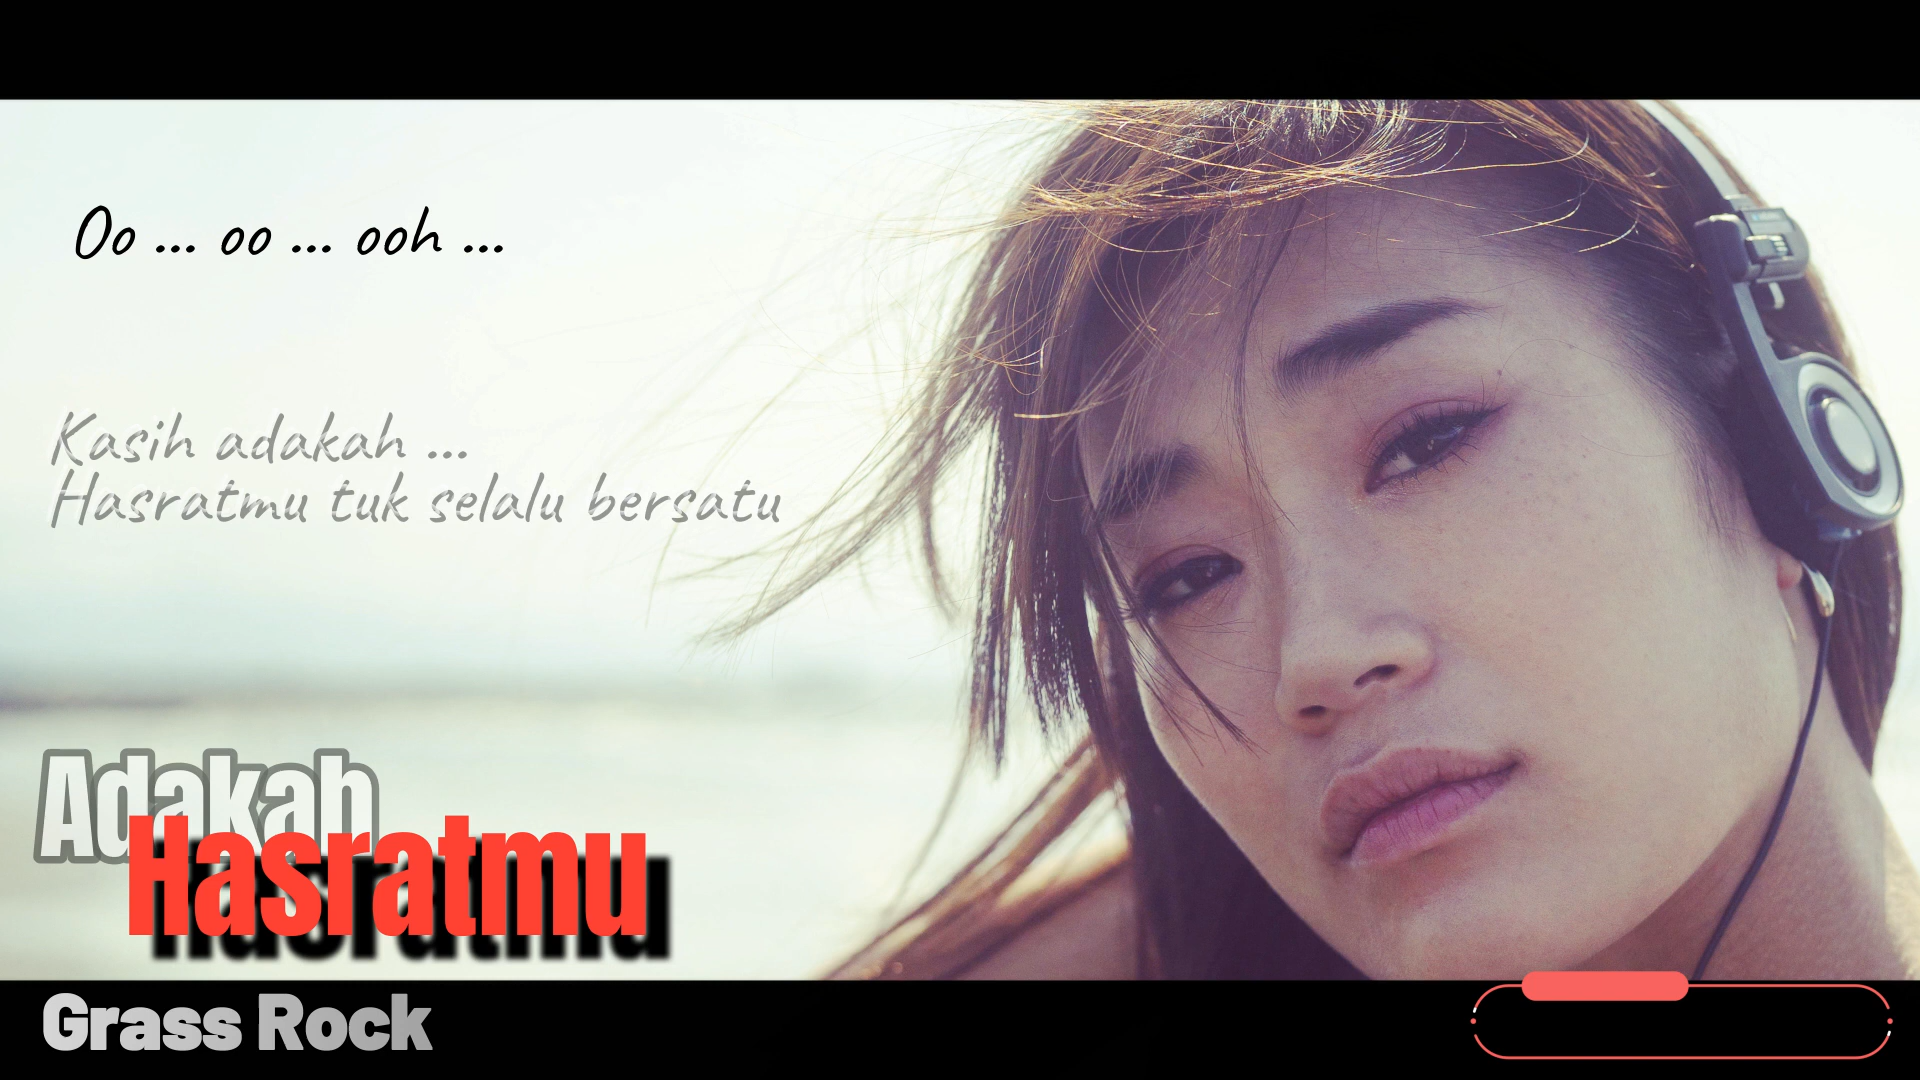 Oo ... oo ... ooh ...
Kasih adakah ...
Hasratmu tuk selalu bersatu
Adakah
Hasratmu
Grass Rock